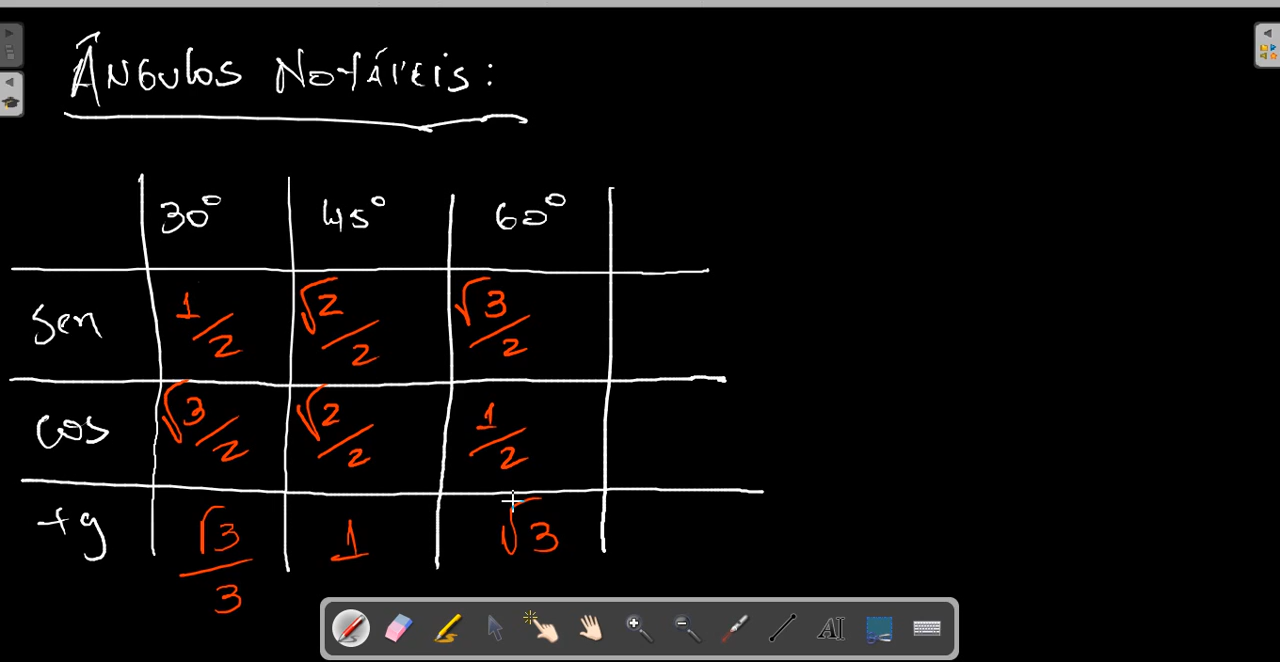 Ângulos Notáveis:
30° 45° 60°
sen 1/2 √2/2 √3/2
cos √3/2 √2/2 1/2
tg √3/3 1 √3
AI